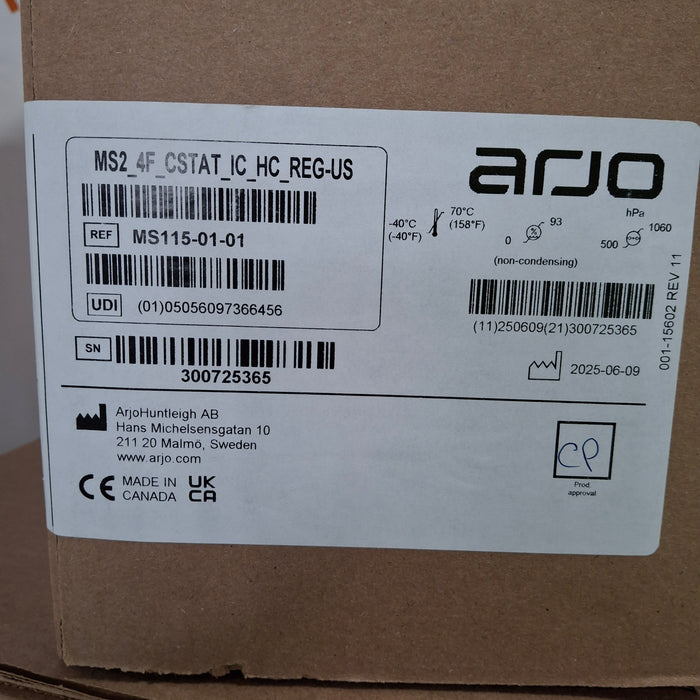 MS2_4F_CSTAT_IC_HC_REG-US
REF MS115-01-01
UDI (01)05056097366456
SN
300725365
arjo
-40°C
(-40°F)
70°C
(158°F)
0
%
93
hPa
500
1060
(non-condensing)
(11)250609(21)300725365
2025-06-09
001-15602 REV 11
ArjoHuntleigh AB
Hans Michelsensgatan 10
211 20 Malmö, Sweden
www.arjo.com
CE
MADE IN
CANADA
UK
CA
CP
Prod.
approval